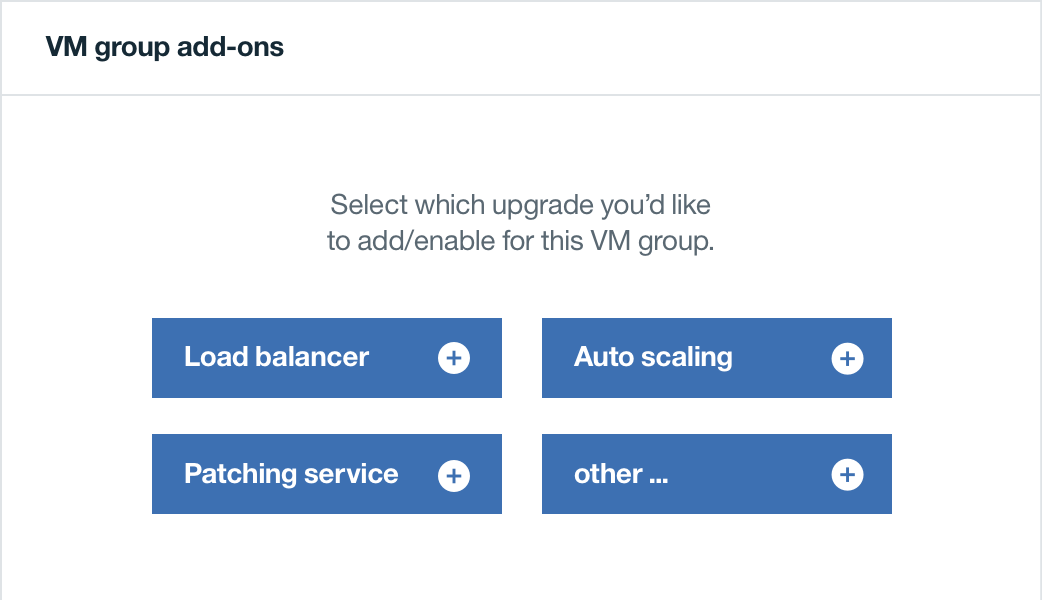 VM group add-ons
Select which upgrade you’d like
to add/enable for this VM group.
Load balancer
Auto scaling
Patching service
other ...